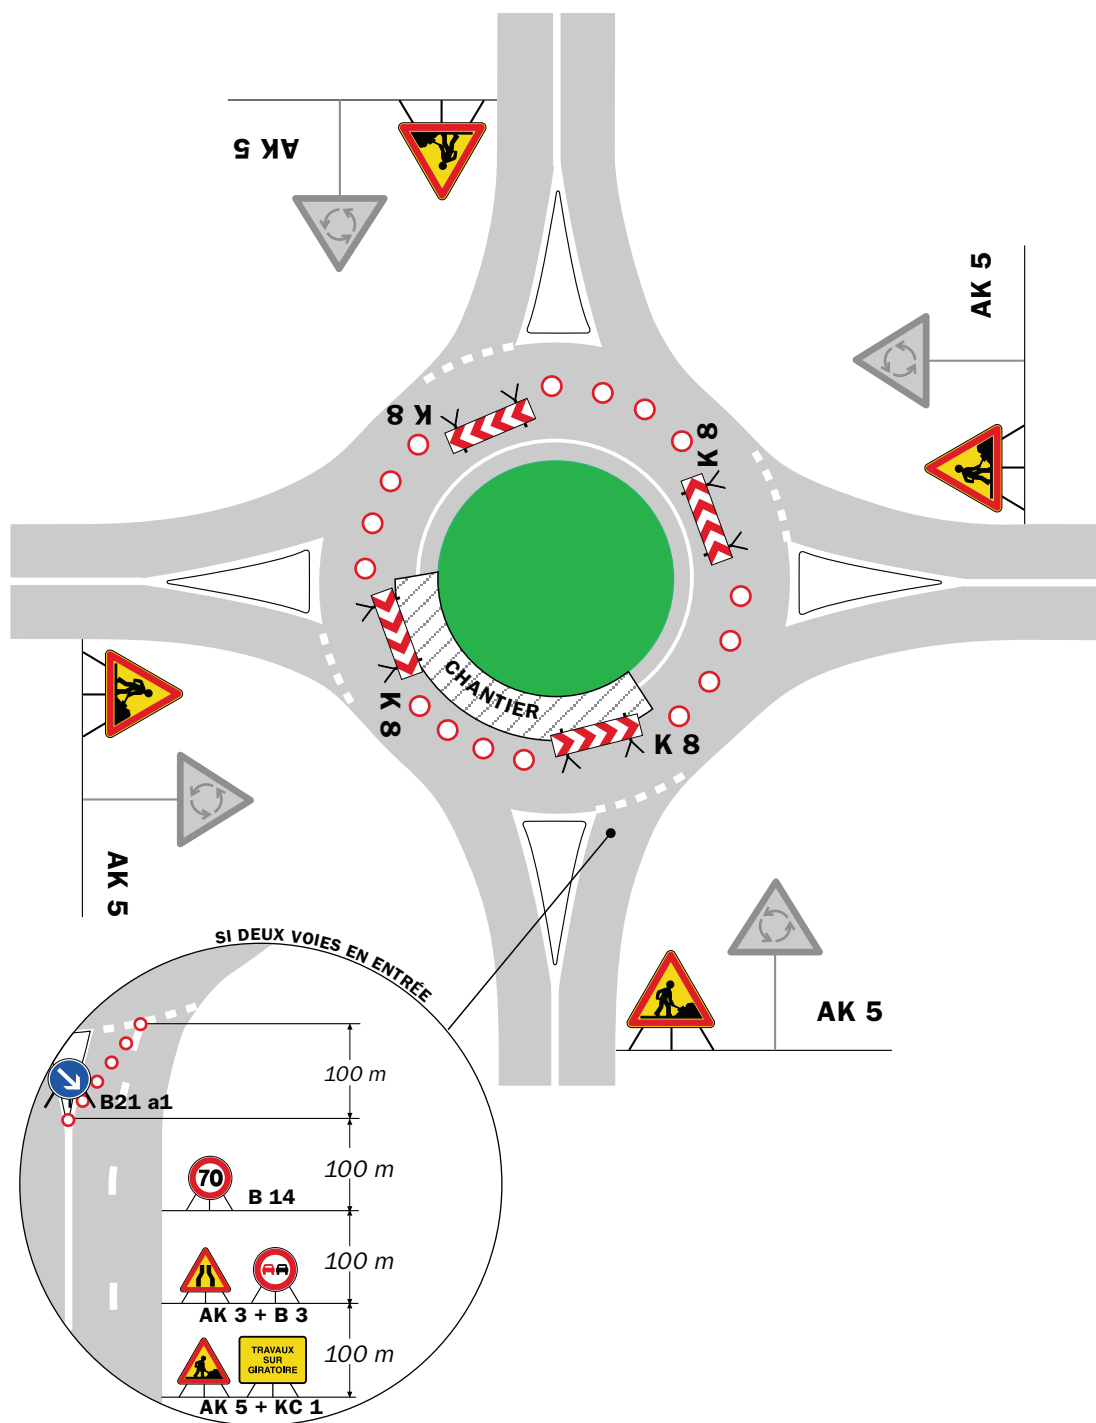 AK 5
AK 5
K 8
K 8
CHANTIER
K 8
K 8
AK 5
AK 5
SI DEUX VOIES EN ENTRÉE
100 m
B21 a1
70
B 14
100 m
100 m
AK 3 + B 3
TRAVAUX
SUR
GIRATOIRE
100 m
AK 5 + KC 1